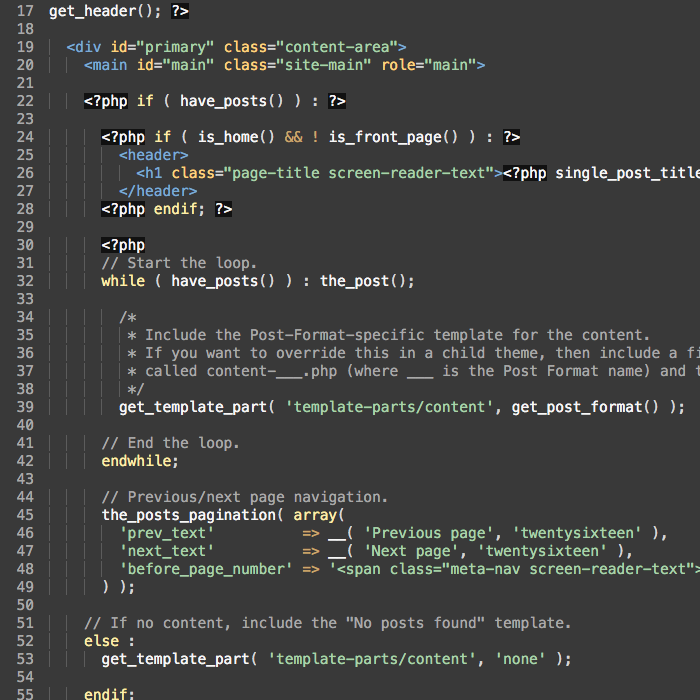 17 get_header(); ?>
18
19 <div id="primary" class="content-area">
20 <main id="main" class="site-main" role="main">
21
22 <?php if ( have_posts() ) : ?>
23
24 <?php if ( is_home() && ! is_front_page() ) : ?>
25 <header>
26 <h1 class="page-title screen-reader-text"><?php single_post_title
27 </header>
28 <?php endif; ?>
29
30 <?php
31 // Start the loop.
32 while ( have_posts() ) : the_post();
33
34 /*
35 * Include the Post-Format-specific template for the content.
36 * If you want to override this in a child theme, then include a fi
37 * called content-___.php (where ___ is the Post Format name) and t
38 */
39 get_template_part( 'template-parts/content', get_post_format() );
40
41 // End the loop.
42 endwhile;
43
44 // Previous/next page navigation.
45 the_posts_pagination( array(
46 'prev_text' => __( 'Previous page', 'twentysixteen' ),
47 'next_text' => __( 'Next page', 'twentysixteen' ),
48 'before_page_number' => '<span class="meta-nav screen-reader-text">
49 ) );
50
51 // If no content, include the "No posts found" template.
52 else :
53 get_template_part( 'template-parts/content', 'none' );
54
55 endif;